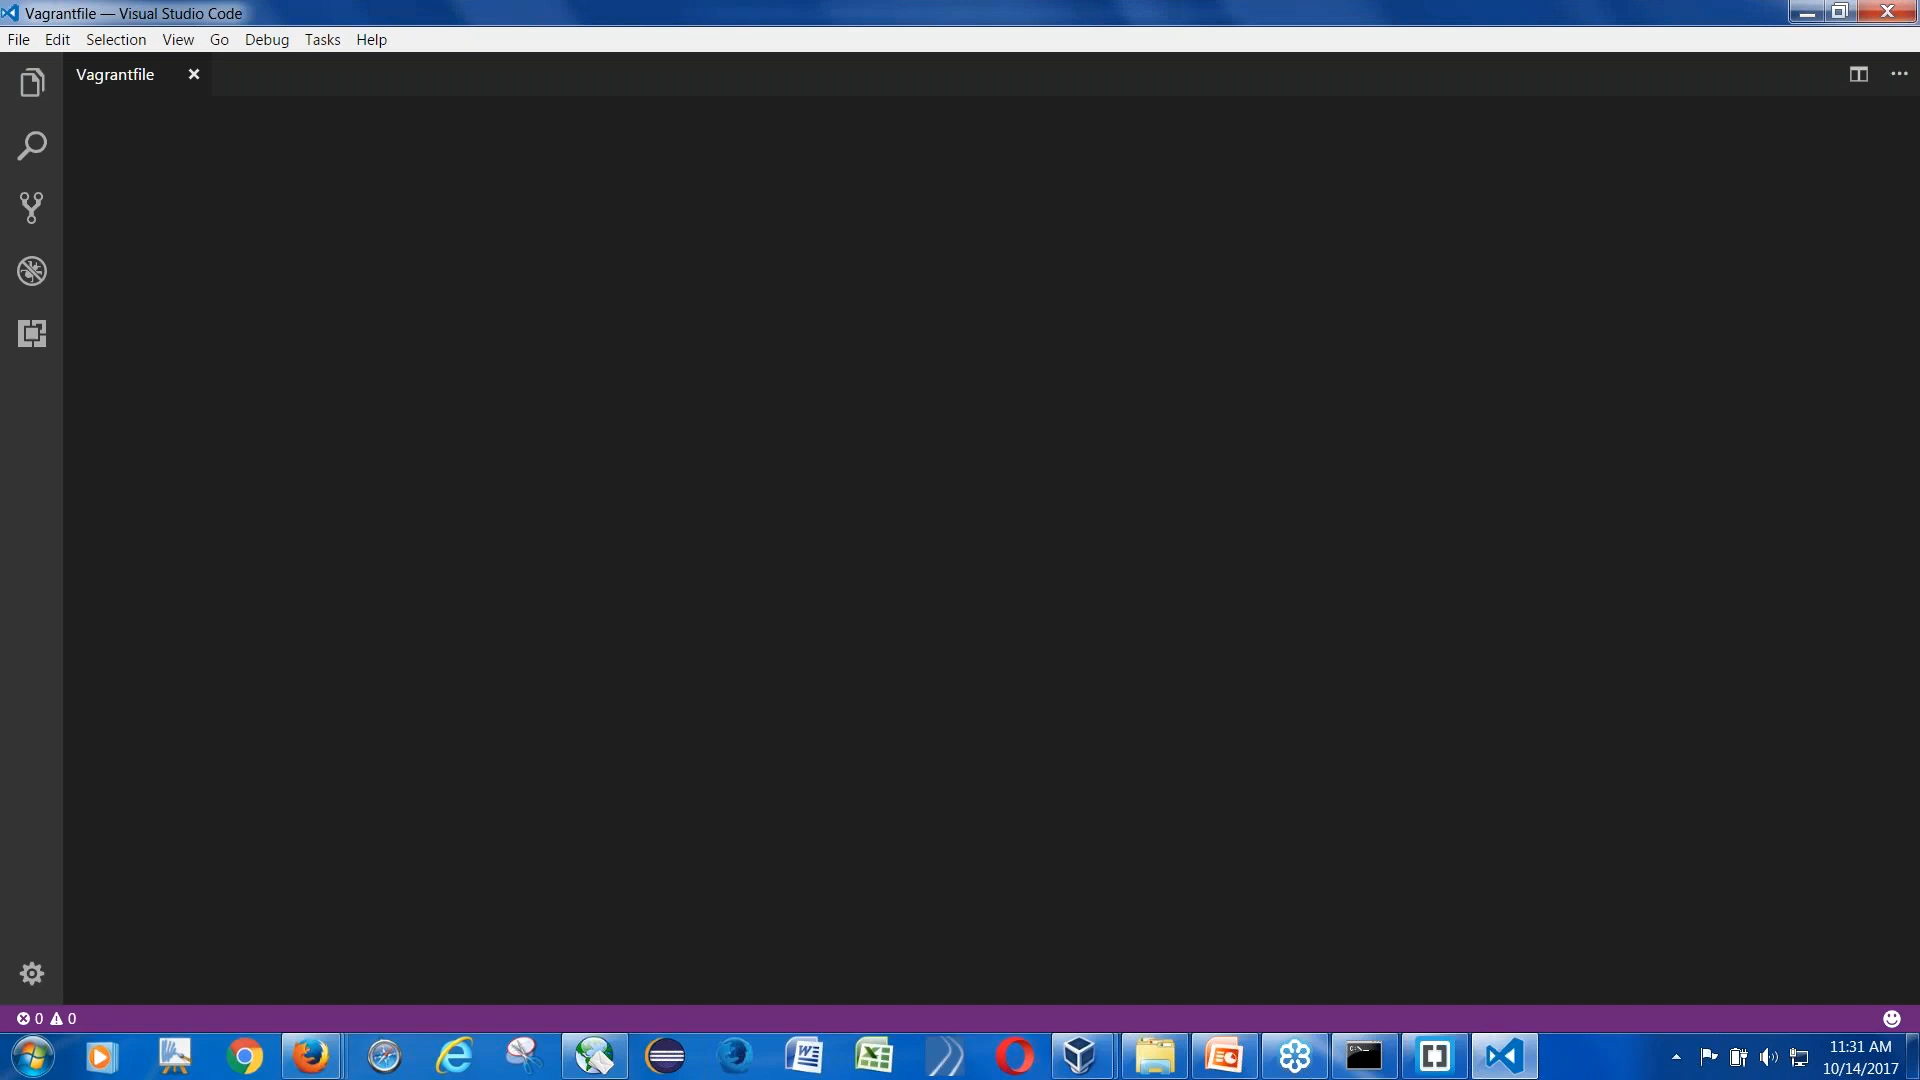 Vagrantfile — Visual Studio Code
File Edit Selection View Go Debug Tasks Help
Vagrantfile
0 0
11:31 AM
10/14/2017